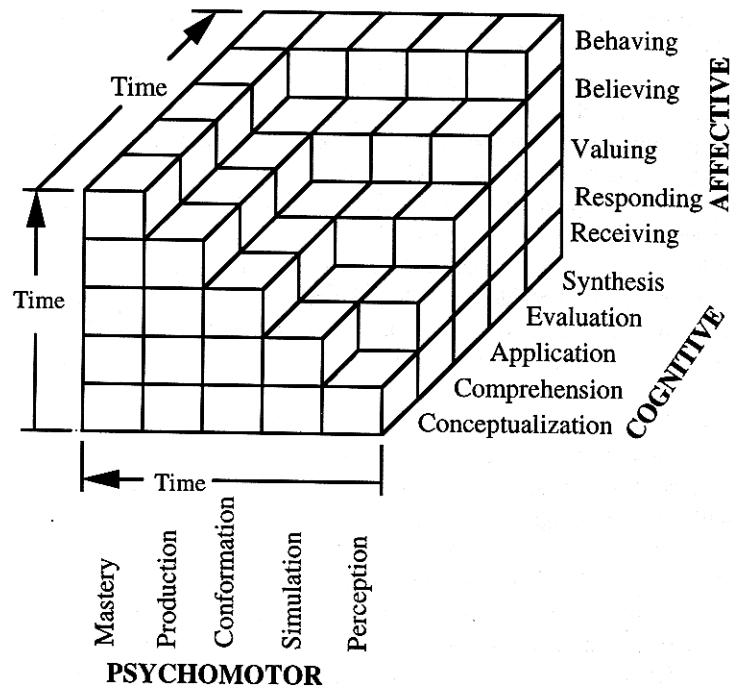 Time
Time
Time
Behaving
Believing
Valuing
Responding
Receiving
AFFECTIVE
Synthesis
Evaluation
Application
Comprehension
Conceptualization
COGNITIVE
Mastery
Production
Conformation
Simulation
Perception
PSYCHOMOTOR